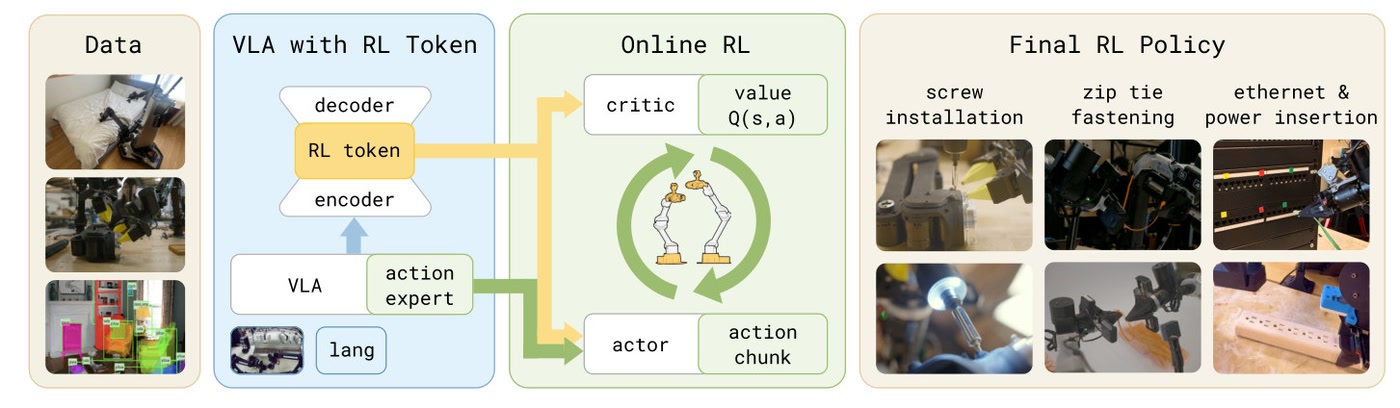 Data
VLA with RL Token
decoder
RL token
encoder
VLA
action
expert
lang
Online RL
critic
value
Q(s,a)
actor
action
chunk
Final RL Policy
screw
installation
zip tie
fastening
ethernet &
power insertion